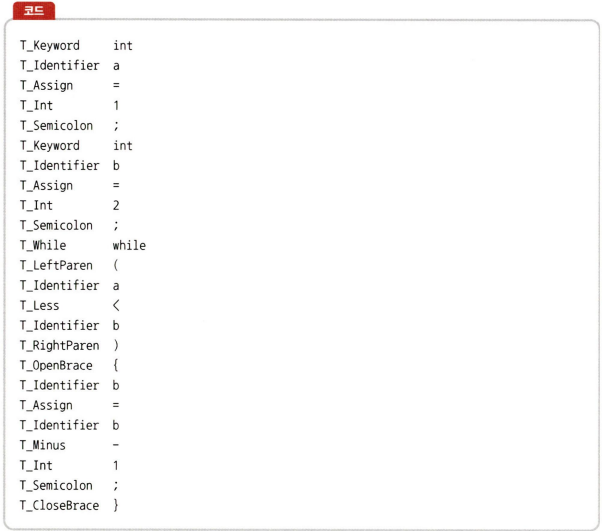 코드
T_Keyword int
T_Identifier a
T_Assign =
T_Int 1
T_Semicolon ;
T_Keyword int
T_Identifier b
T_Assign =
T_Int 2
T_Semicolon ;
T_While while
T_LeftParen (
T_Identifier a
T_Less <
T_Identifier b
T_RightParen )
T_OpenBrace {
T_Identifier b
T_Assign =
T_Identifier b
T_Minus -
T_Int 1
T_Semicolon ;
T_CloseBrace }